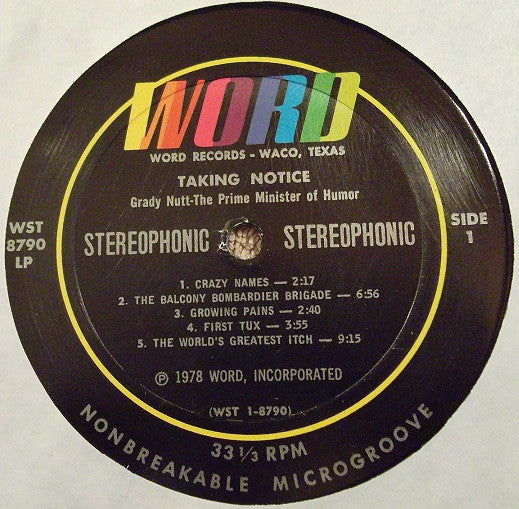 WORD
WORD RECORDS - WACO, TEXAS
TAKING NOTICE
Grady Nutt-The Prime Minister of Humor
WST
8790
LP
STEREOPHONIC STEREOPHONIC
SIDE
1
1. CRAZY NAMES — 2:17
2. THE BALCONY BOMBARDIER BRIGADE — 6:56
3. GROWING PAINS — 2:40
4. FIRST TUX — 3:55
5. THE WORLD'S GREATEST ITCH — 9:15
℗ 1978 WORD, INCORPORATED
(WST 1-8790)
33 1/3 RPM
NONBREAKABLE MICROGROOVE